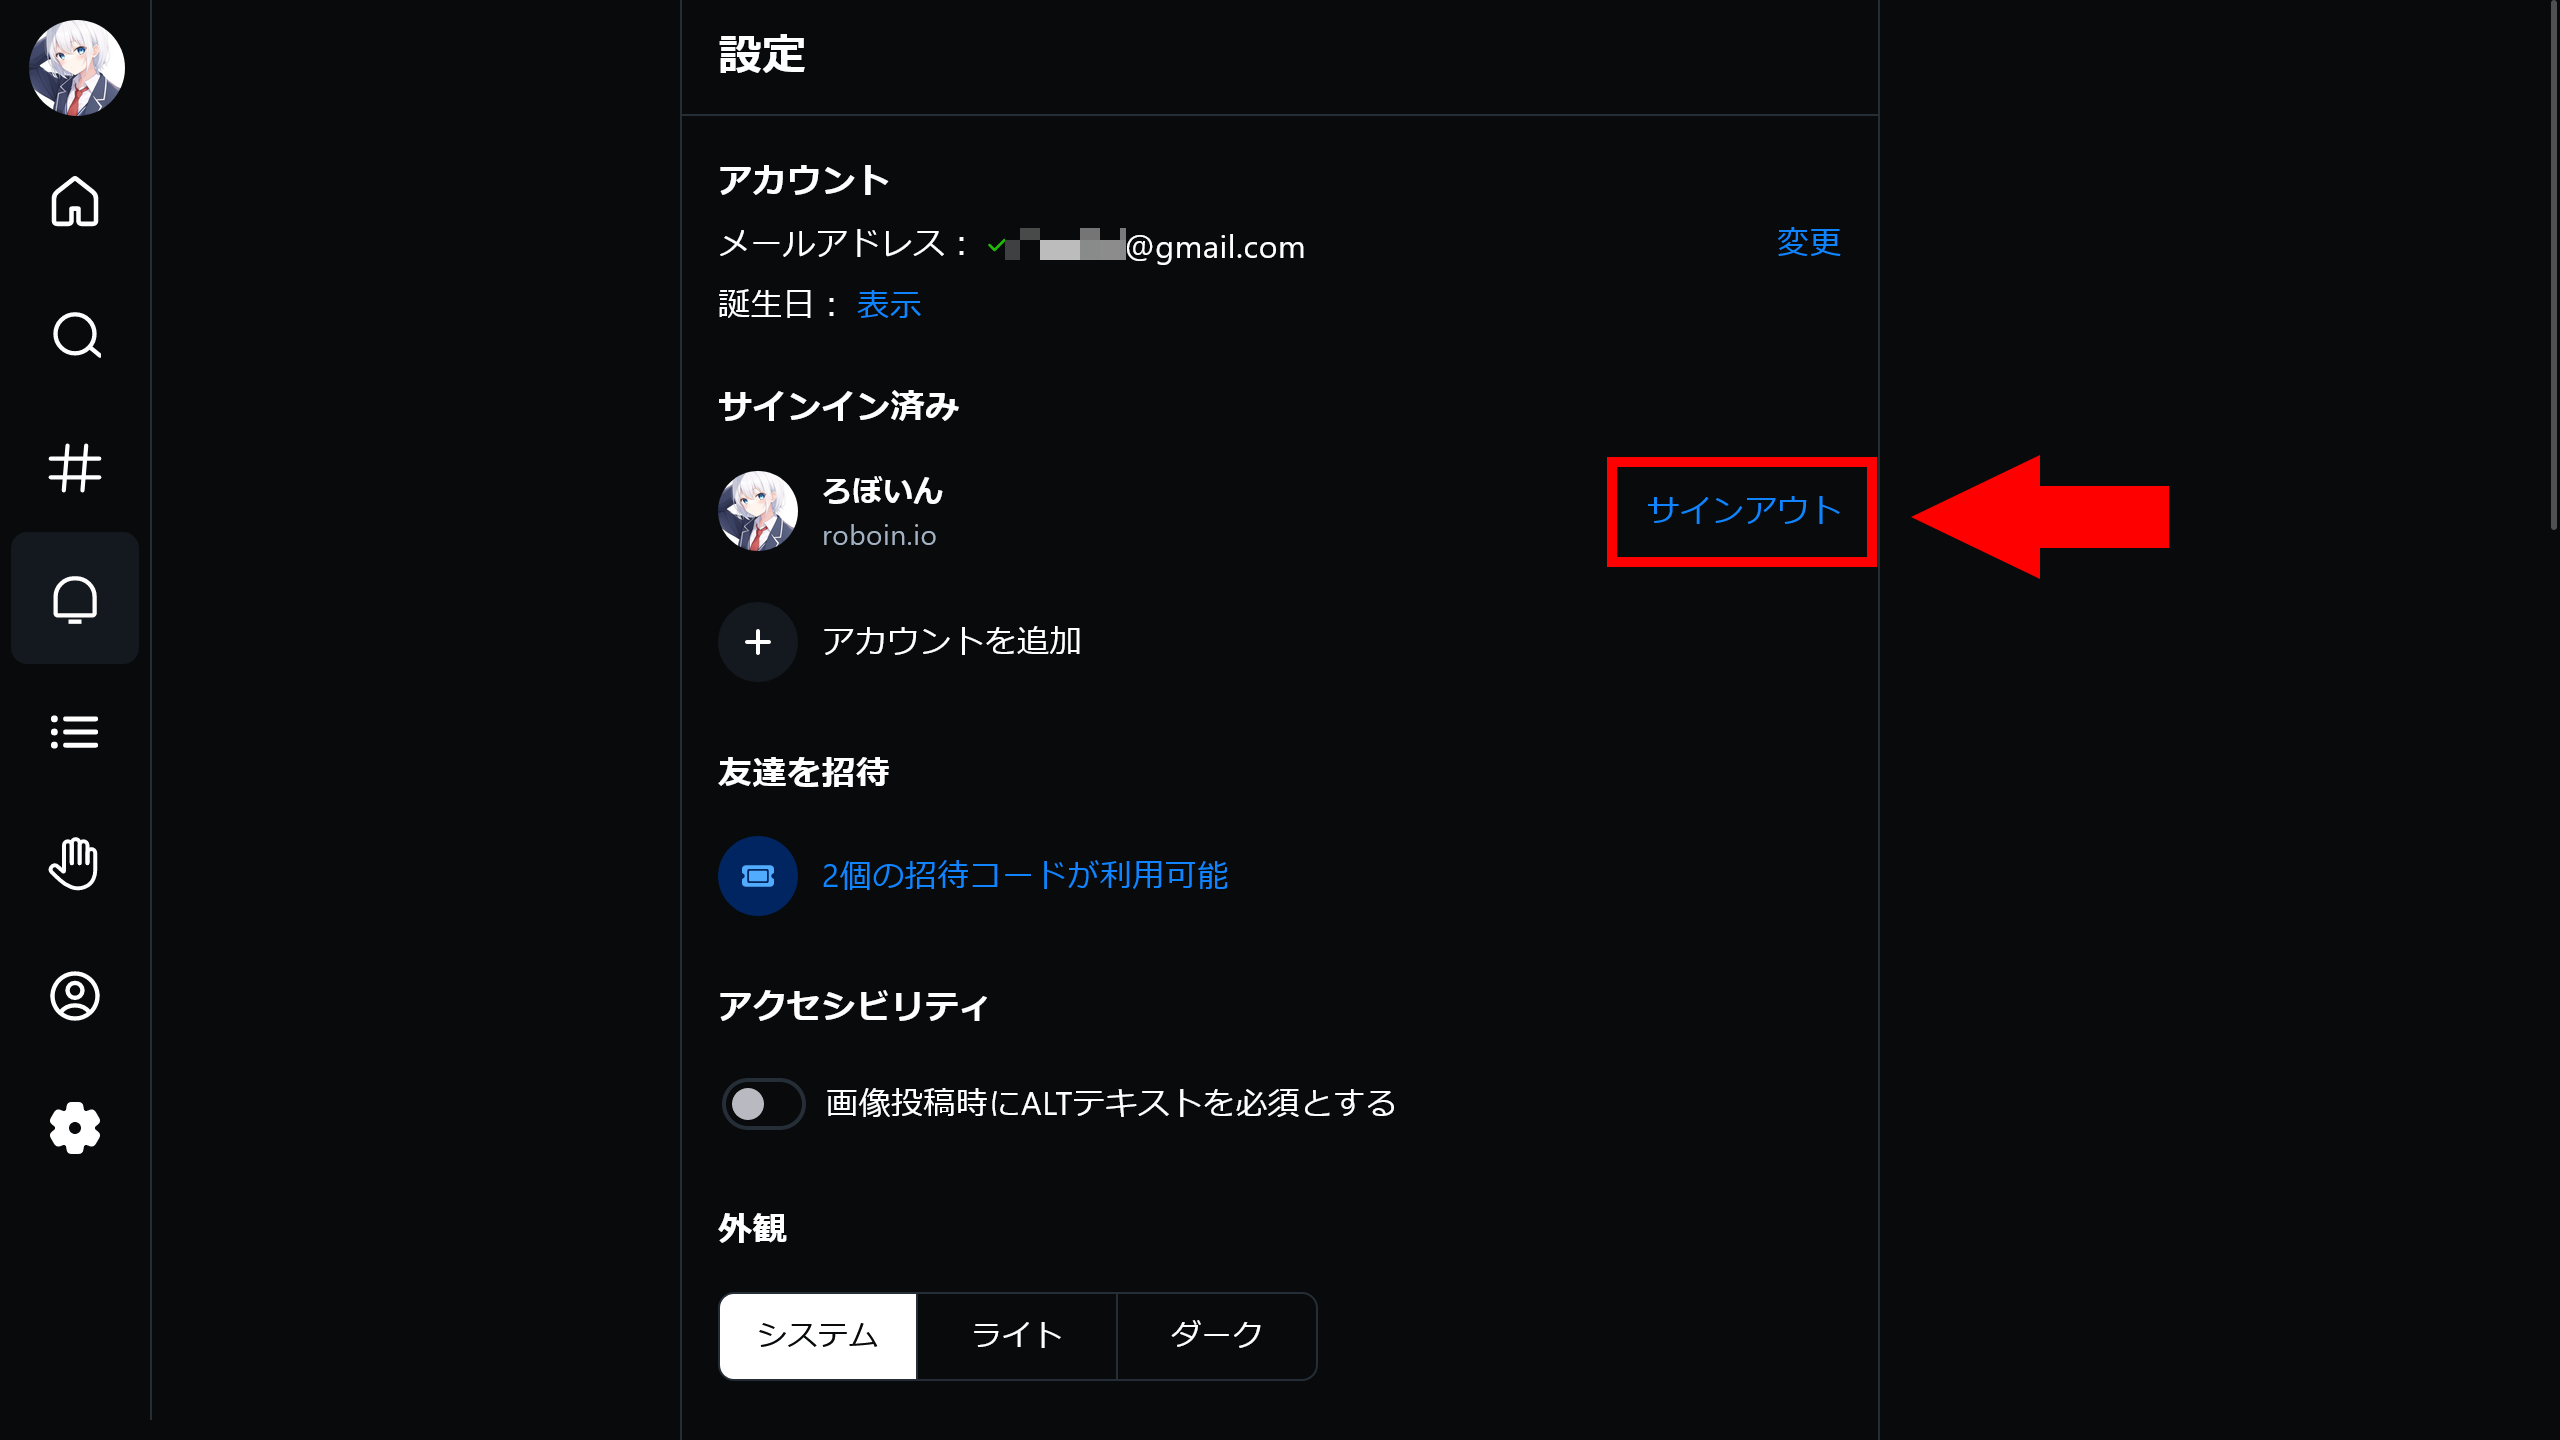 設定
アカウント
メールアドレス： @gmail.com 変更
誕生日： 表示
サインイン済み
ろぼいん
roboin.io
サインアウト
アカウントを追加
友達を招待
2個の招待コードが利用可能
アクセシビリティ
画像投稿時にALTテキストを必須とする
外観
システム ライト ダーク